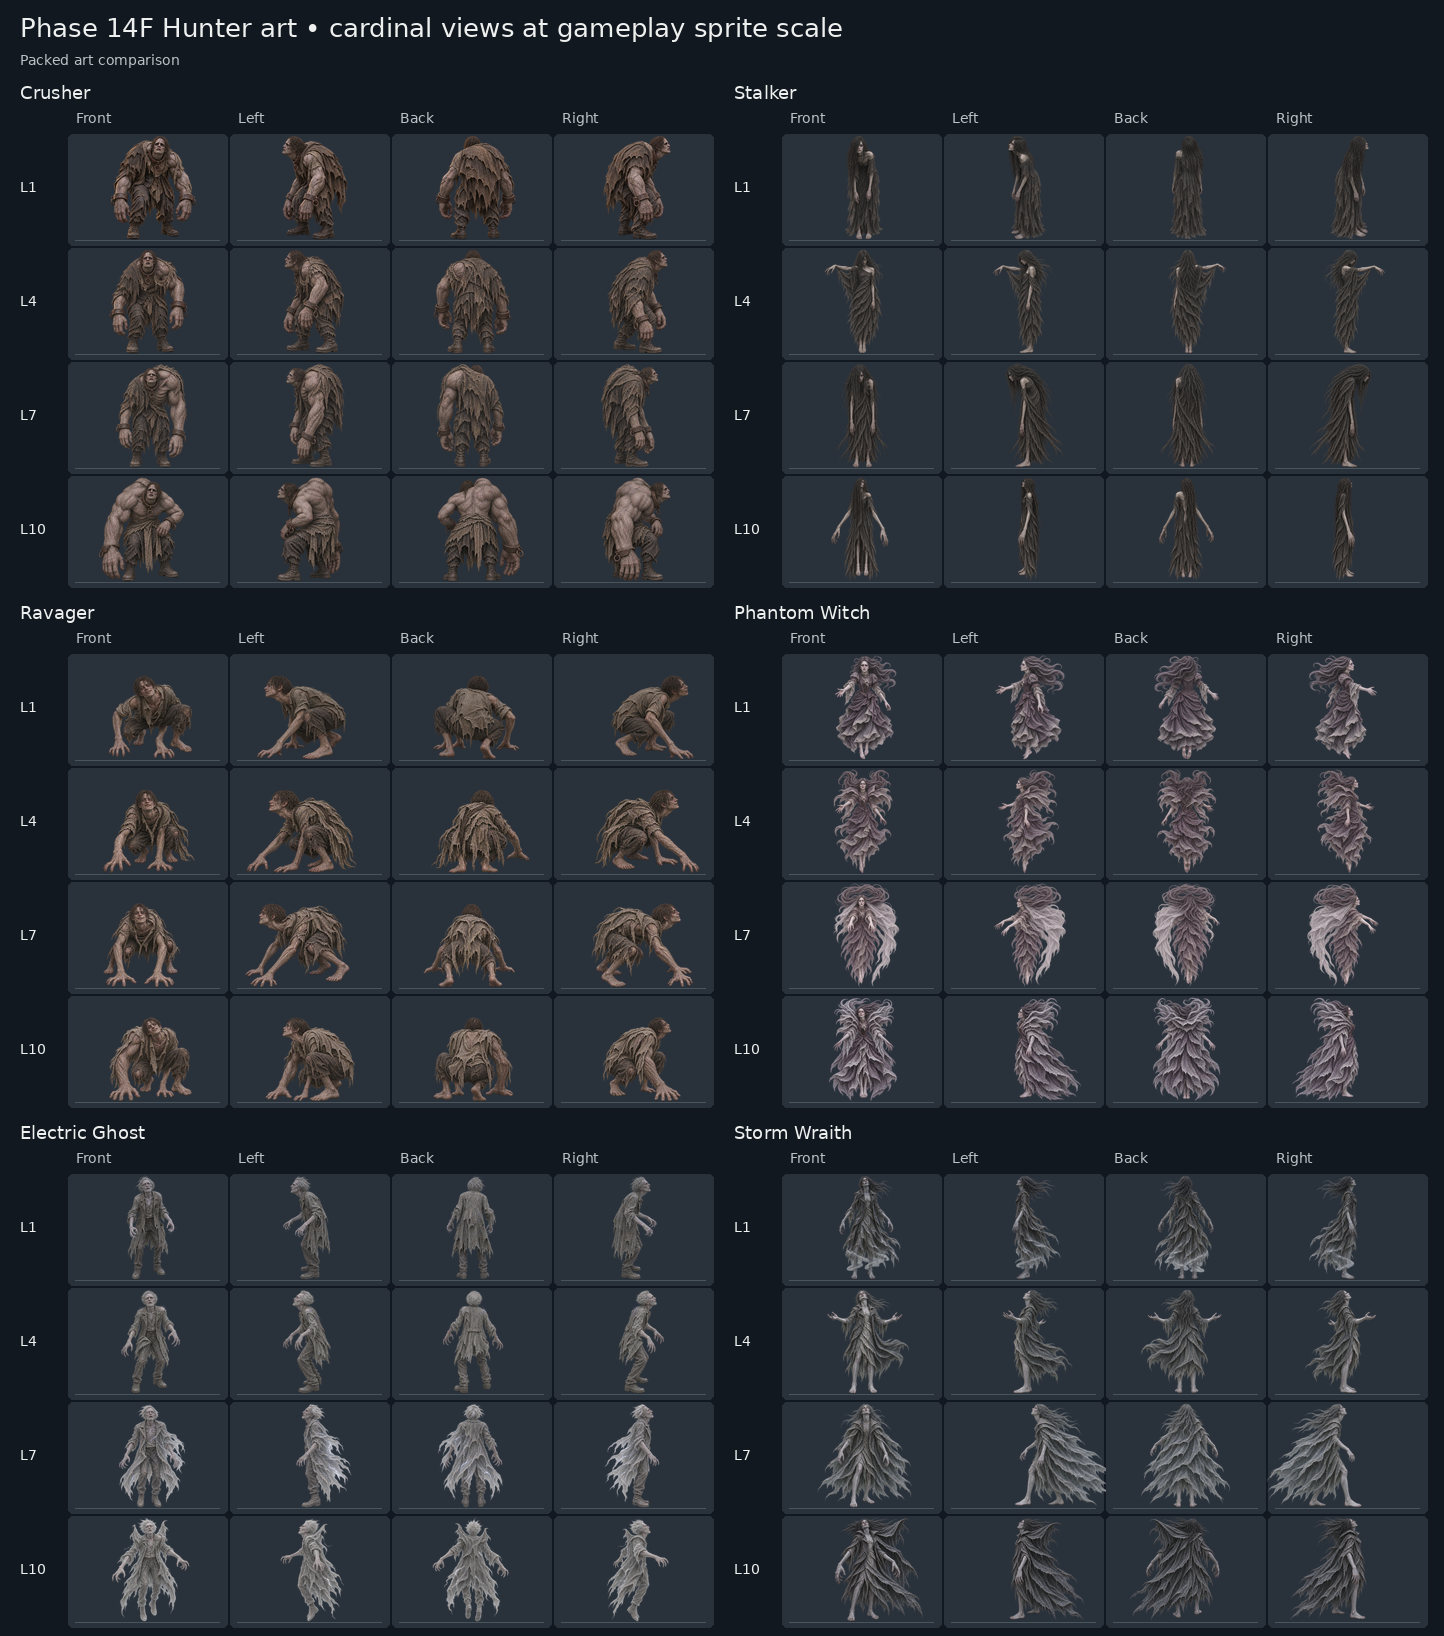 Phase 14F Hunter art • cardinal views at gameplay sprite scale
Packed art comparison
Crusher
Front Left Back Right
L1
L4
L7
L10
Stalker
Front Left Back Right
L1
L4
L7
L10
Ravager
Front Left Back Right
L1
L4
L7
L10
Phantom Witch
Front Left Back Right
L1
L4
L7
L10
Electric Ghost
Front Left Back Right
L1
L4
L7
L10
Storm Wraith
Front Left Back Right
L1
L4
L7
L10